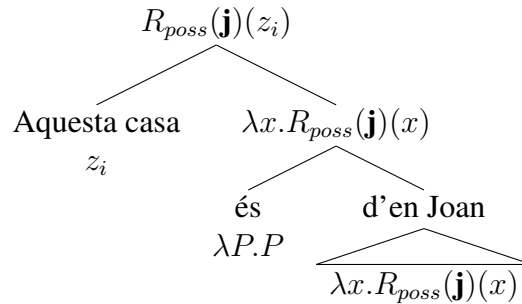 R_poss(j)(z_i)
Aquesta casa λx.R_poss(j)(x)
z_i
és d'en Joan
λP.P
λx.R_poss(j)(x)